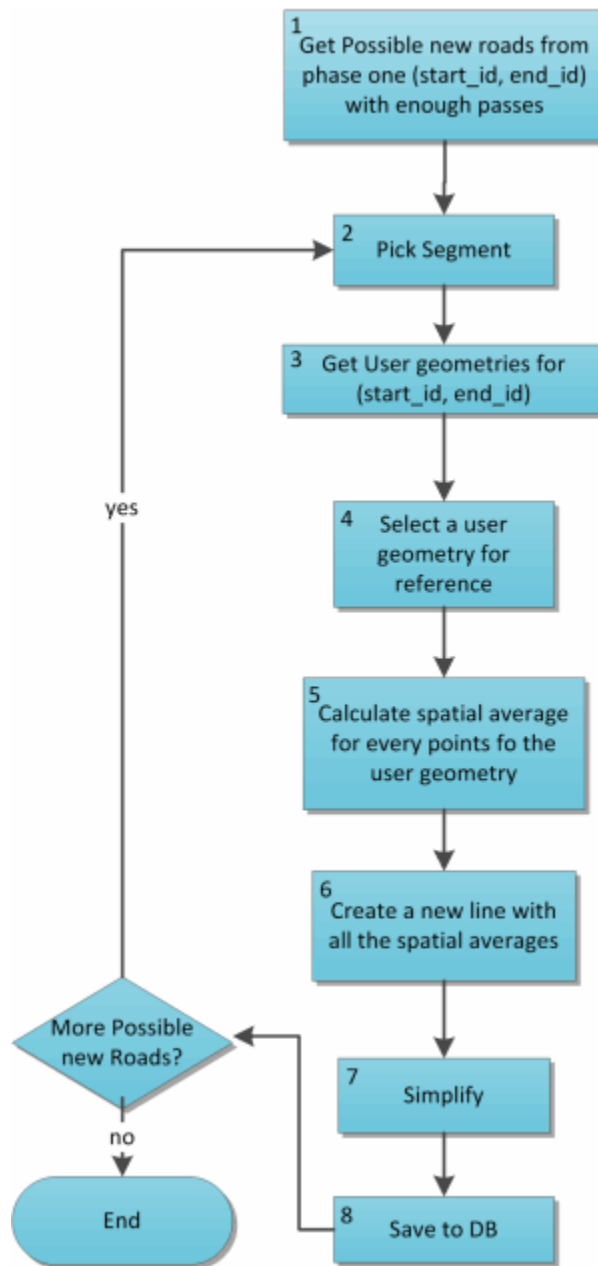 1
Get Possible new roads from
phase one (start_id, end_id)
with enough passes
2
Pick Segment
3
Get User geometries for
(start_id, end_id)
yes
4
Select a user
geometry for
reference
5
Calculate spatial average
for every points fo the
user geometry
6
Create a new line with
all the spatial averages
More Possible
new Roads?
7
Simplify
no
End
8
Save to DB